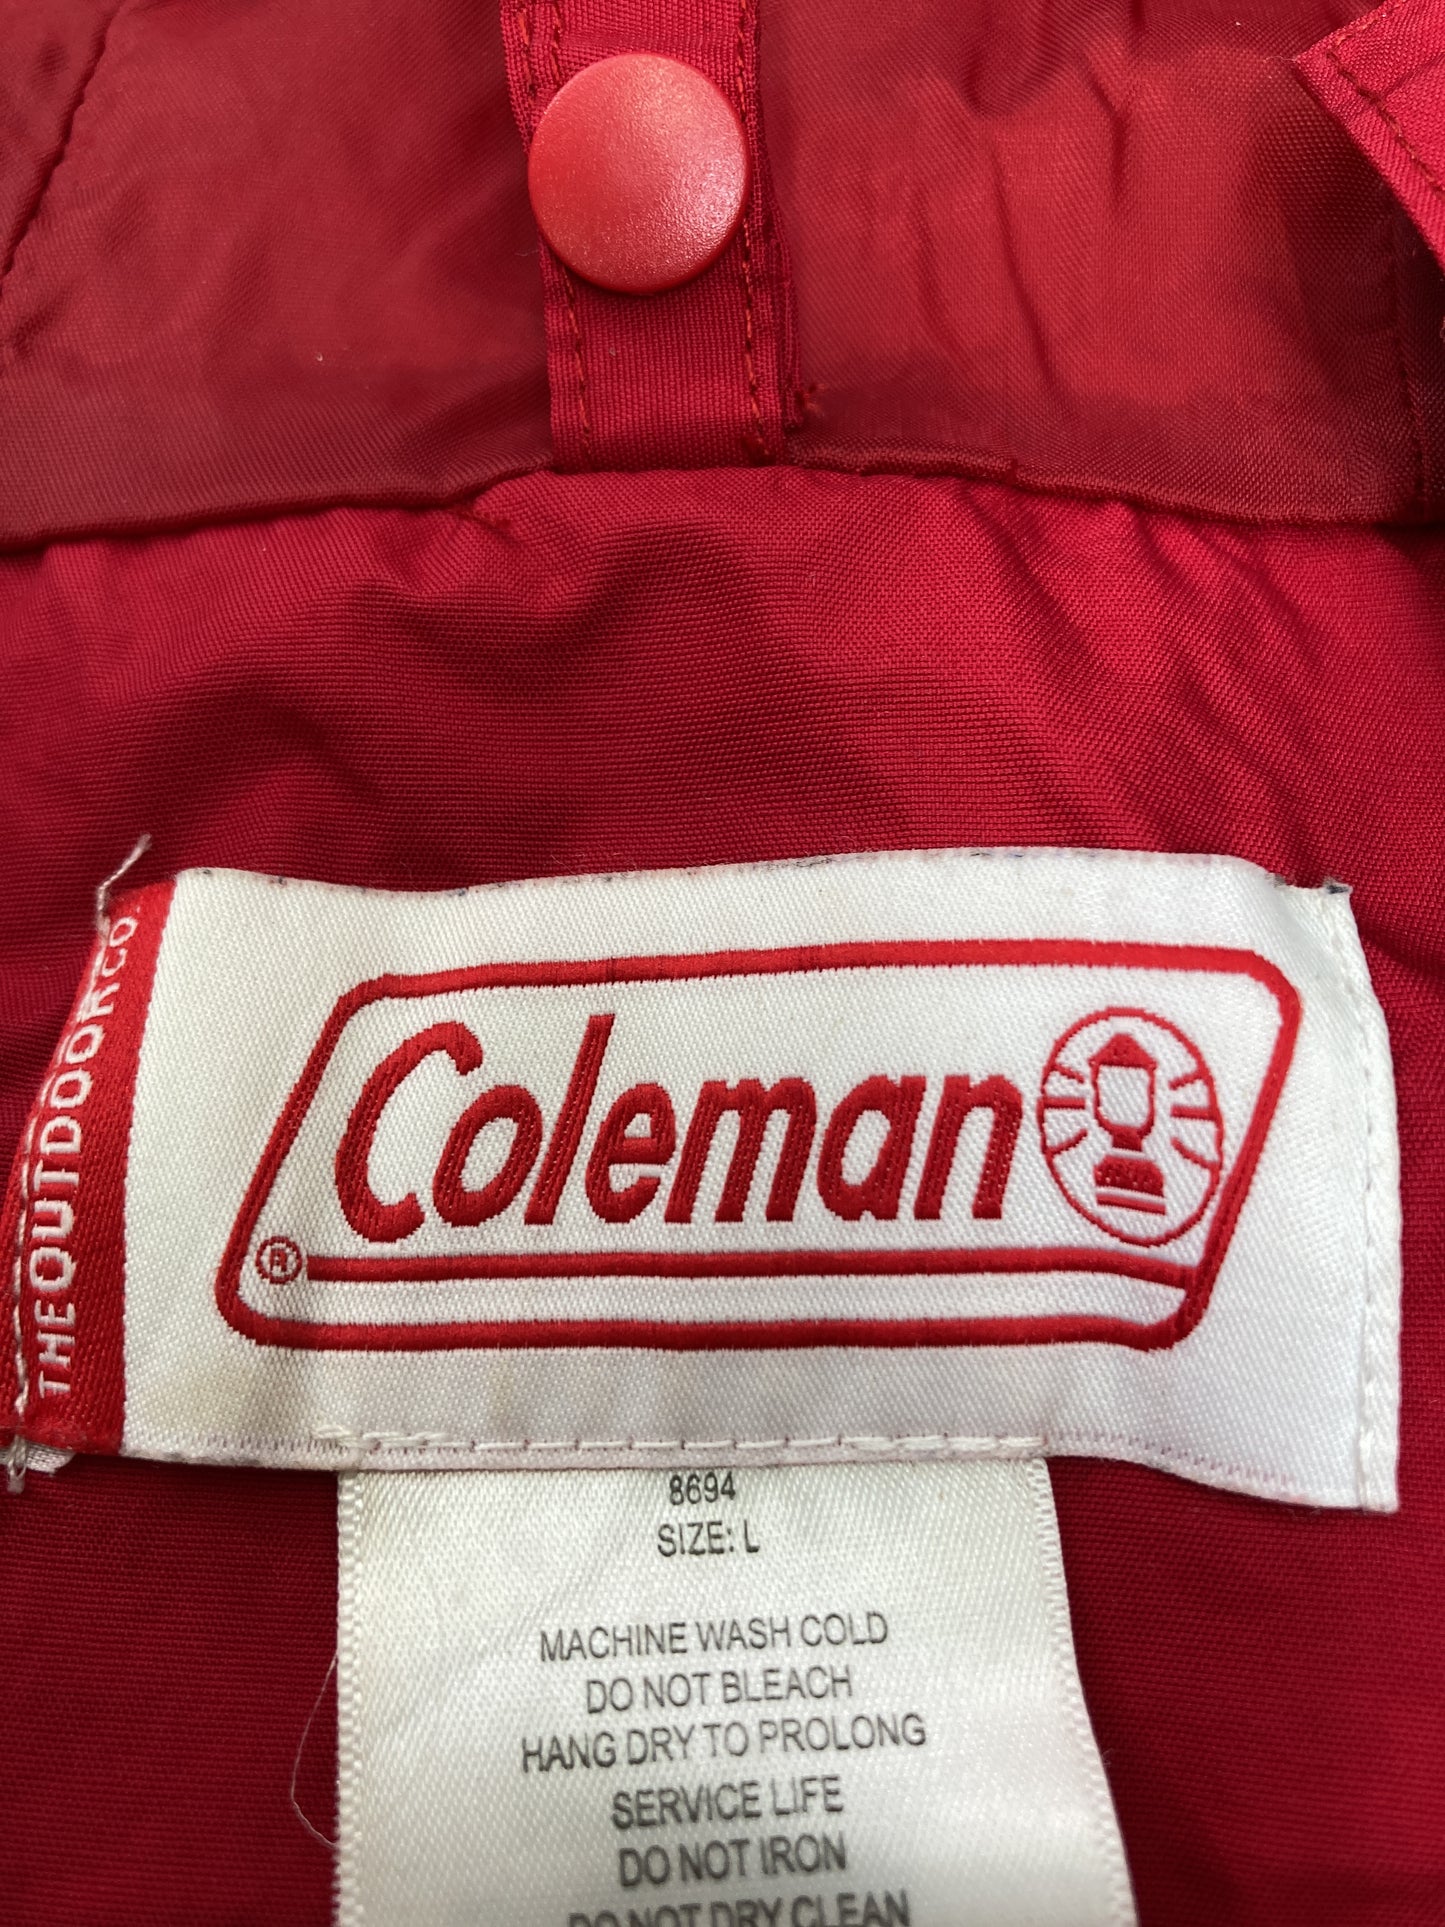 THE OUTDOOR CO.
Coleman
®
8694
SIZE: L
MACHINE WASH COLD
DO NOT BLEACH
HANG DRY TO PROLONG
SERVICE LIFE
DO NOT IRON
DO NOT DRY CLEAN